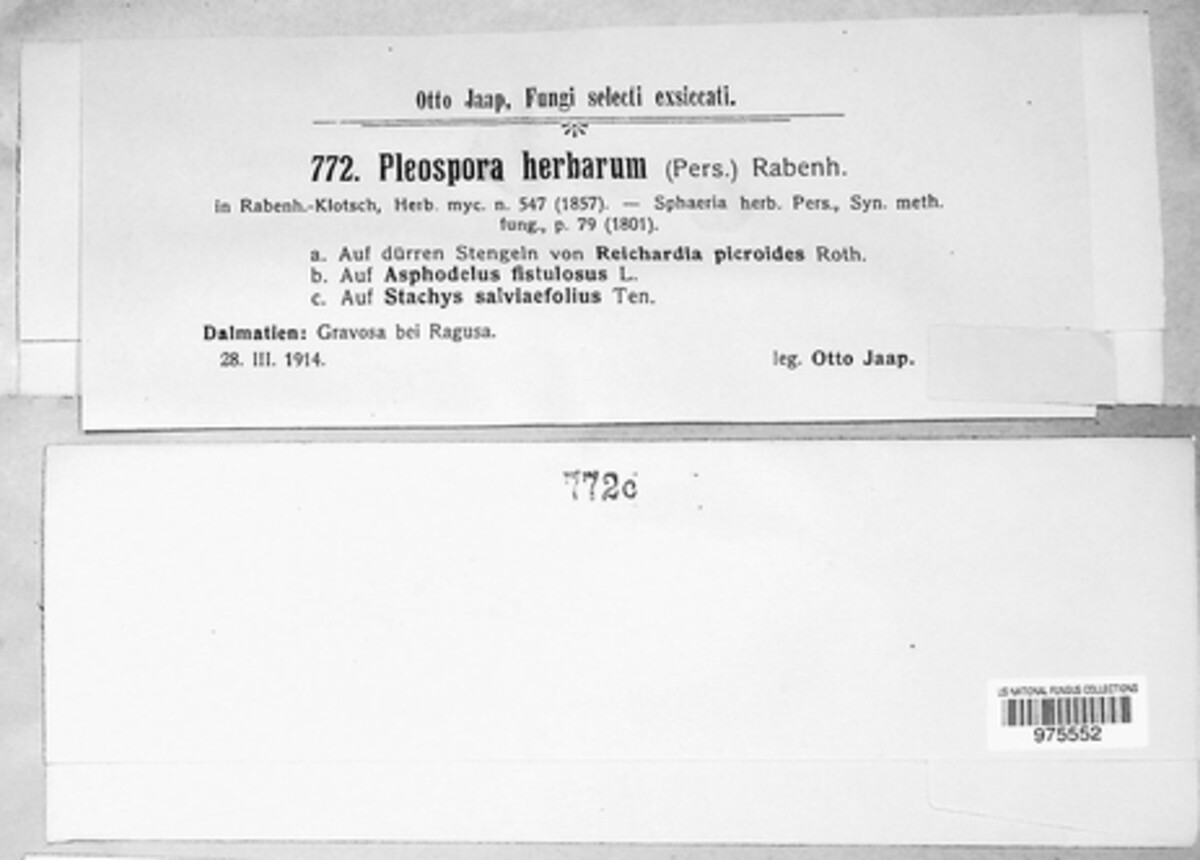 Otto Jaap, Fungi selecti exsiccati.
772. Pleospora herbarum (Pers.) Rabenh.
in Rabenh.-Klotsch, Herb. myc. n. 547 (1857). — Sphaeria herb. Pers., Syn. meth.
fung., p. 79 (1801).
a. Auf dürren Stengeln von Reichardia picroides Roth.
b. Auf Asphodelus fistulosus L.
c. Auf Stachys salviaefolius Ten.
Dalmatien: Gravosa bei Ragusa.
28. III. 1914. leg. Otto Jaap.
772c
US NATIONAL FUNGUS COLLECTIONS
975552